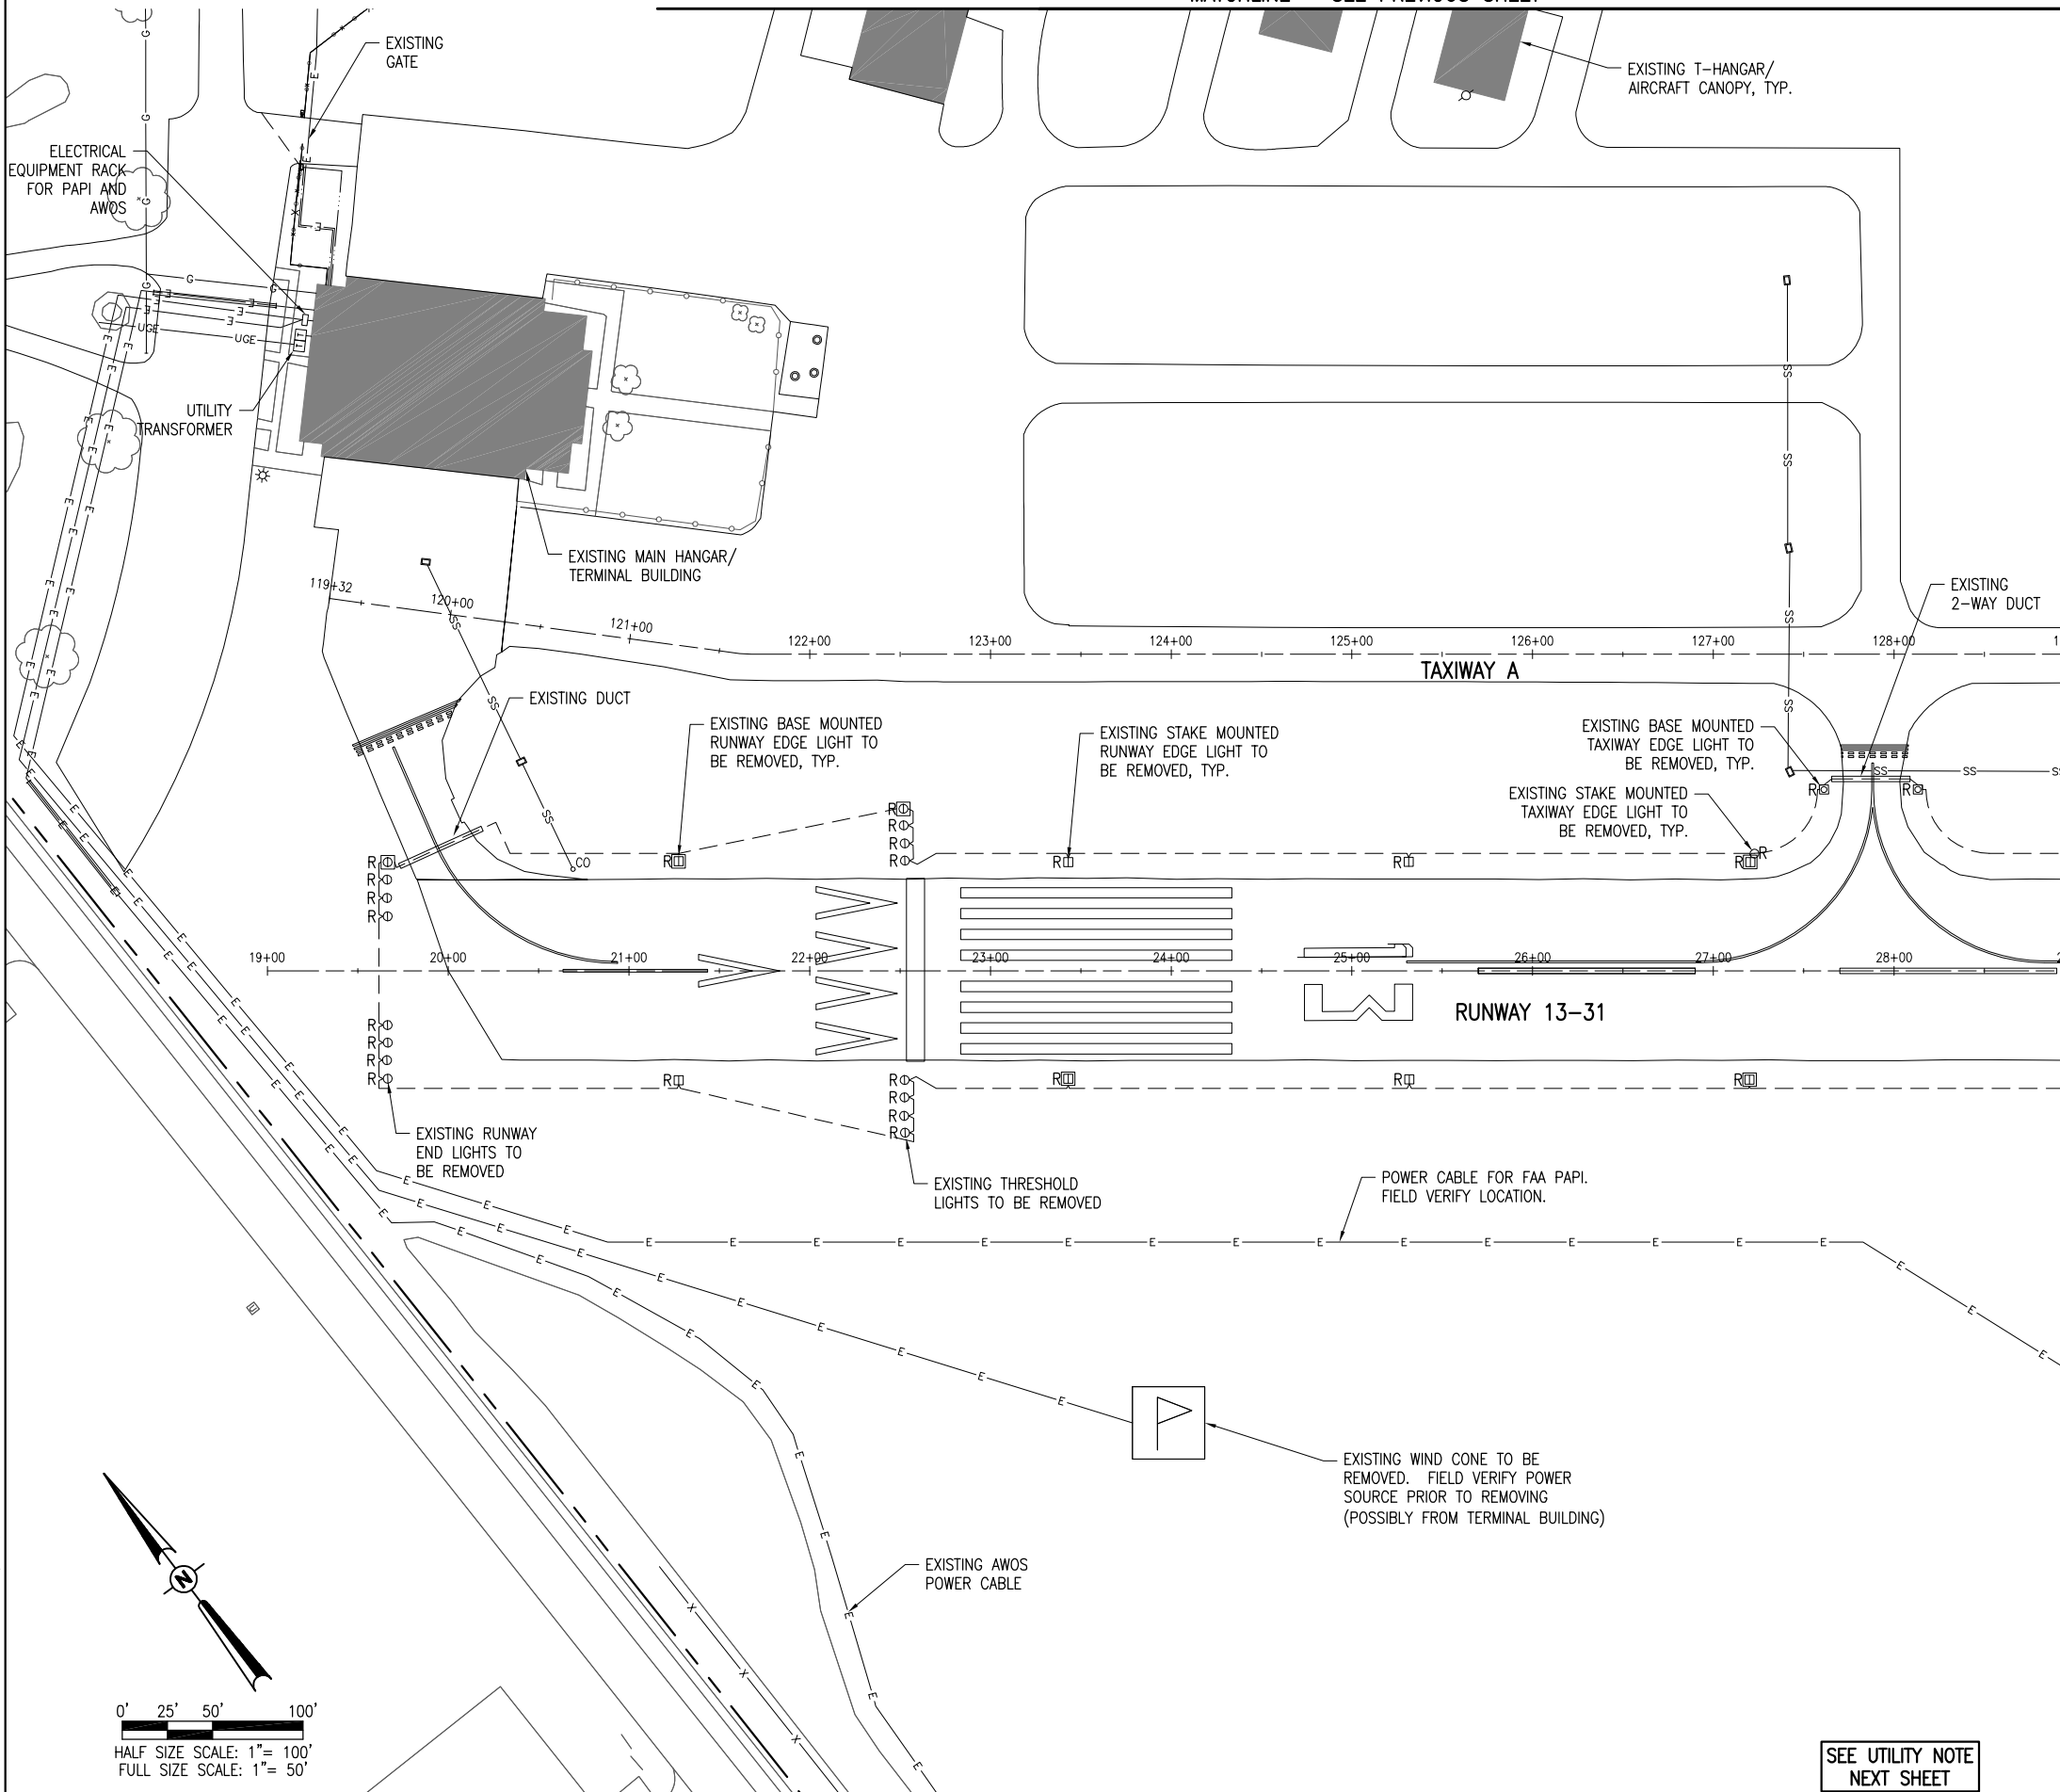 MATCHLINE - SEE PREVIOUS SHEET
EXISTING
GATE
EXISTING T-HANGAR/
AIRCRAFT CANOPY, TYP.
ELECTRICAL
EQUIPMENT RACK
FOR PAPI AND
AWOS
UTILITY
TRANSFORMER
EXISTING MAIN HANGAR/
TERMINAL BUILDING
EXISTING
2-WAY DUCT
119+32
120+00
121+00
122+00
123+00
124+00
125+00
126+00
127+00
128+00
TAXIWAY A
EXISTING DUCT
EXISTING BASE MOUNTED
RUNWAY EDGE LIGHT TO
BE REMOVED, TYP.
EXISTING STAKE MOUNTED
RUNWAY EDGE LIGHT TO
BE REMOVED, TYP.
EXISTING BASE MOUNTED
TAXIWAY EDGE LIGHT TO
BE REMOVED, TYP.
EXISTING STAKE MOUNTED
TAXIWAY EDGE LIGHT TO
BE REMOVED, TYP.
CO
19+00
20+00
21+00
22+00
23+00
24+00
25+00
26+00
27+00
28+00
RUNWAY 13-31
EXISTING RUNWAY
END LIGHTS TO
BE REMOVED
EXISTING THRESHOLD
LIGHTS TO BE REMOVED
POWER CABLE FOR FAA PAPI.
FIELD VERIFY LOCATION.
EXISTING WIND CONE TO BE
REMOVED. FIELD VERIFY POWER
SOURCE PRIOR TO REMOVING
(POSSIBLY FROM TERMINAL BUILDING)
EXISTING AWOS
POWER CABLE
N
0' 25' 50' 100'
HALF SIZE SCALE: 1"= 100'
FULL SIZE SCALE: 1"= 50'
SEE UTILITY NOTE
NEXT SHEET